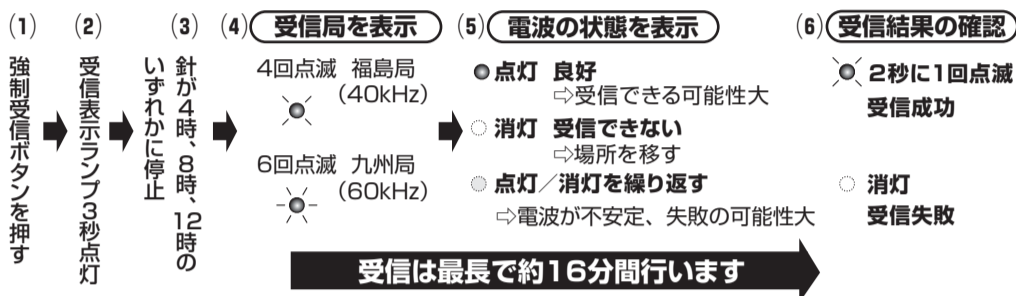 (1)
強制受信ボタンを押す
(2)
受信表示ランプ3秒点灯
(3)
針が4時、8時、12時の
いずれかに停止
(4) 受信局を表示
4回点滅 福島局
(40kHz)
6回点滅 九州局
(60kHz)
(5) 電波の状態を表示
点灯 良好
⇨受信できる可能性大
消灯 受信できない
⇨場所を移す
点灯／消灯を繰り返す
⇨電波が不安定、失敗の可能性大
(6) 受信結果の確認
2秒に1回点滅
受信成功
消灯
受信失敗
受信は最長で約16分間行います